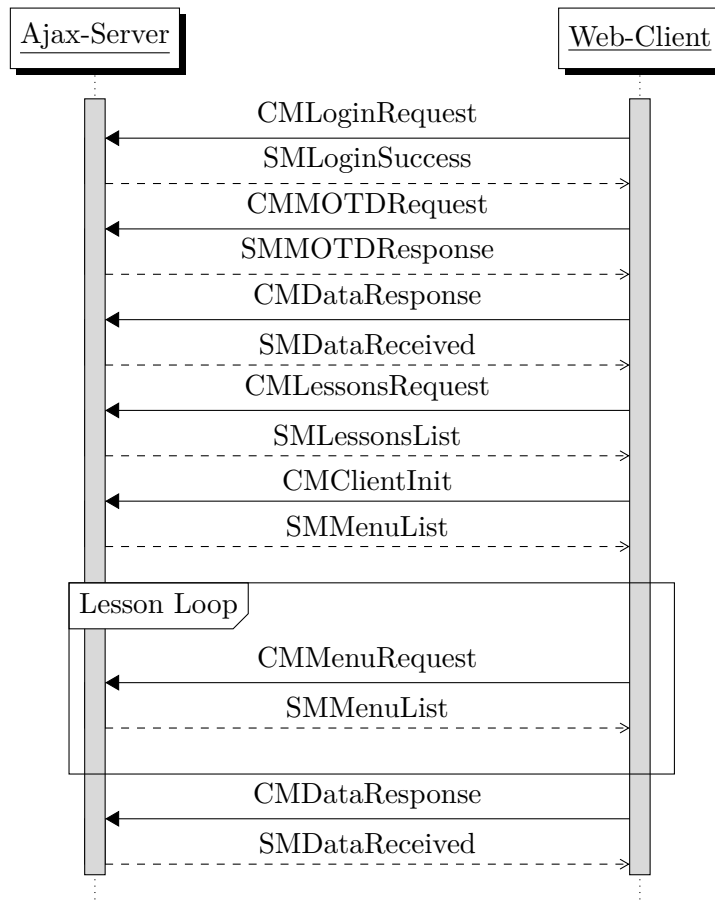 Ajax-Server
Web-Client
CMLoginRequest
SMLoginSuccess
CMMOTDRequest
SMMOTDResponse
CMDataResponse
SMDataReceived
CMLessonsRequest
SMLessonsList
CMClientInit
SMMenuList
Lesson Loop
CMMenuRequest
SMMenuList
CMDataResponse
SMDataReceived